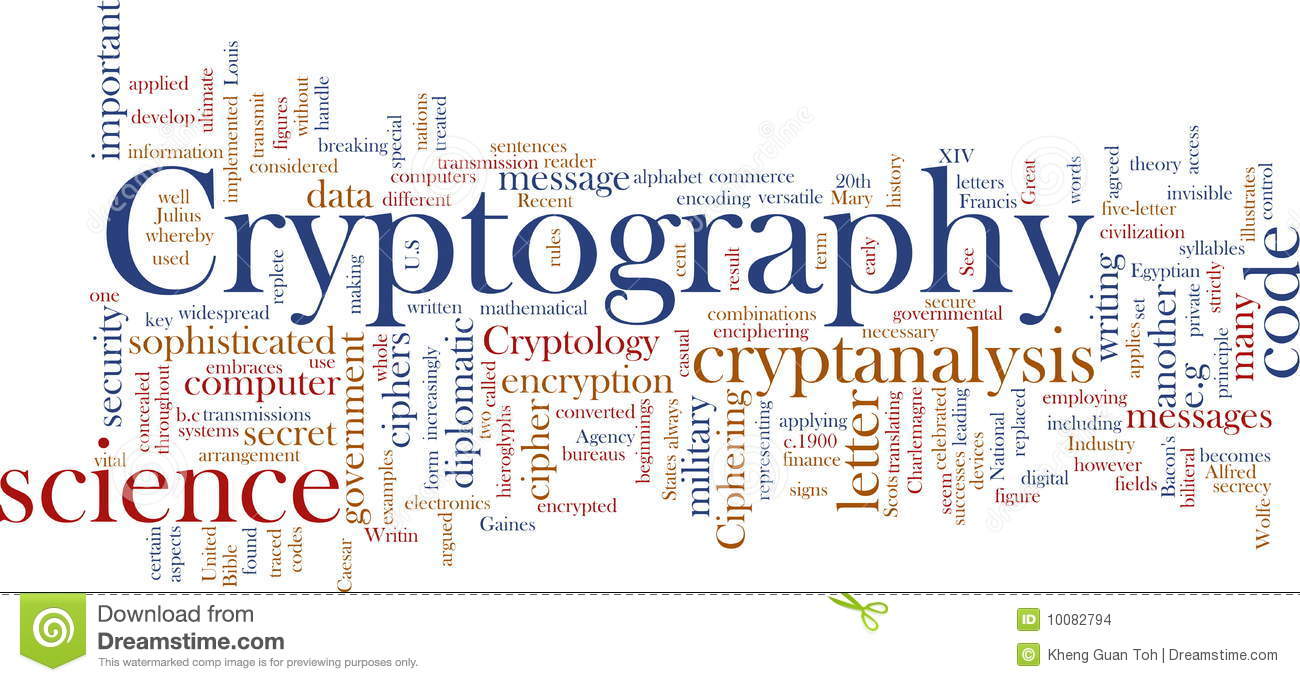 important
applied
develop
ultimate
implemented
Louis
transmit
figures
without
handle
information
considered
breaking
special
nations
treated
sentences
transmission reader
computers
message
alphabet commerce
data
different
Recent
encoding versatile
20th
Mary
history
XIV
letters
Francis
Great
words
agreed
theory
access
invisible
illustrates
control
well
Julius
whereby
used
Cryptography
five-letter
civilization
syllables
Egyptian
strictly
code
replete
making
U.S
rules
cent
result
term
early
See
one
key widespread
written
mathematical
combinations
enciphering
secure
governmental
necessary
writing
applies
set
another
private
e.g
principle
many
security
sophisticated
embraces
use
computer
government
whole
ciphers
increasingly
diplomatic
Cryptology
called
encryption
casual
cryptanalysis
concealed
throughout
b.c transmissions
systems
secret
arrangement
vital
science
form
two
hieroglyphs
cipher
converted
Agency
bureaus
beginnings
always
States
military
Ciphering
representing
applying
c.1900
finance
signs
letter
translating
Scots
Charlemagne
celebrated
seem
leading
successes
devices
National
replaced
employing
including
messages
Industry
however
digital
figure
fields
Bacon's
biliteral
becomes
Alfred
secrecy
Wolfe
examples
electronics
Gaines
encrypted
Writin
argued
certain
aspects
United
Bible
found
traced
codes
Caesar
Download from
Dreamstime.com
This watermarked comp image is for previewing purposes only.
ID 10082794
© Kheng Guan Toh | Dreamstime.com